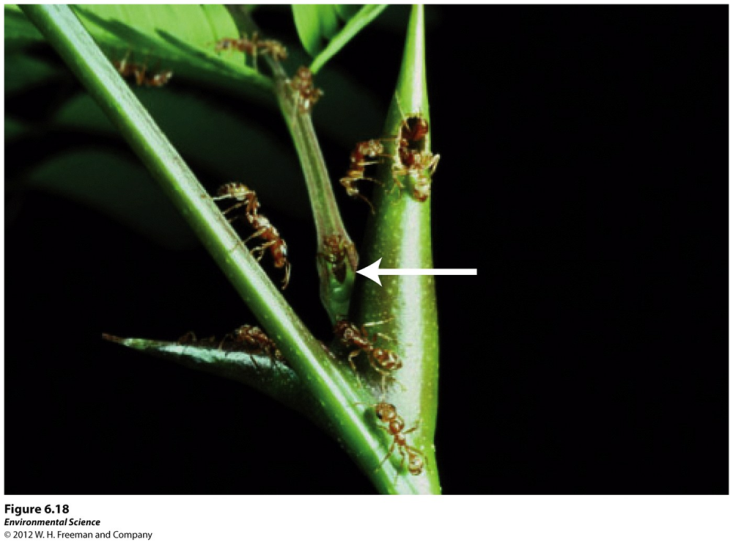 Figure 6.18
Environmental Science
© 2012 W. H. Freeman and Company